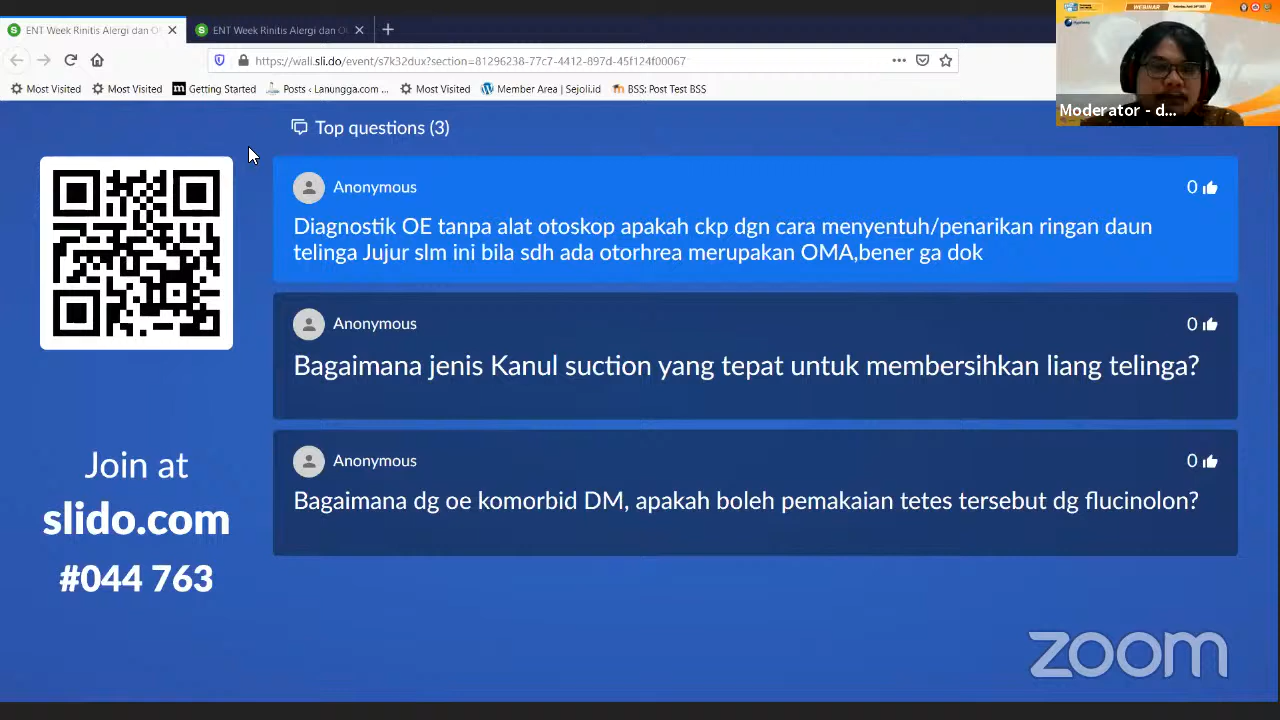 ENT Week Rinitis Alergi dan O
ENT Week Rinitis Alergi dan O
https://wall.sli.do/event/s7k32dux?section=81296238-77c7-4412-897d-45f124f00067
Most Visited
Most Visited
Getting Started
Posts ‹ Lanungga.com ...
Most Visited
Member Area | Sejoli.id
BSS: Post Test BSS
WEBINAR
Moderator - d...
Top questions (3)
Anonymous
0
Diagnostik OE tanpa alat otoskop apakah ckp dgn cara menyentuh/penarikan ringan daun
telinga Jujur slm ini bila sdh ada otorhrea merupakan OMA,bener ga dok
Anonymous
0
Bagaimana jenis Kanul suction yang tepat untuk membersihkan liang telinga?
Anonymous
0
Bagaimana dg oe komorbid DM, apakah boleh pemakaian tetes tersebut dg flucinolon?
Join at
slido.com
#044 763
zoom